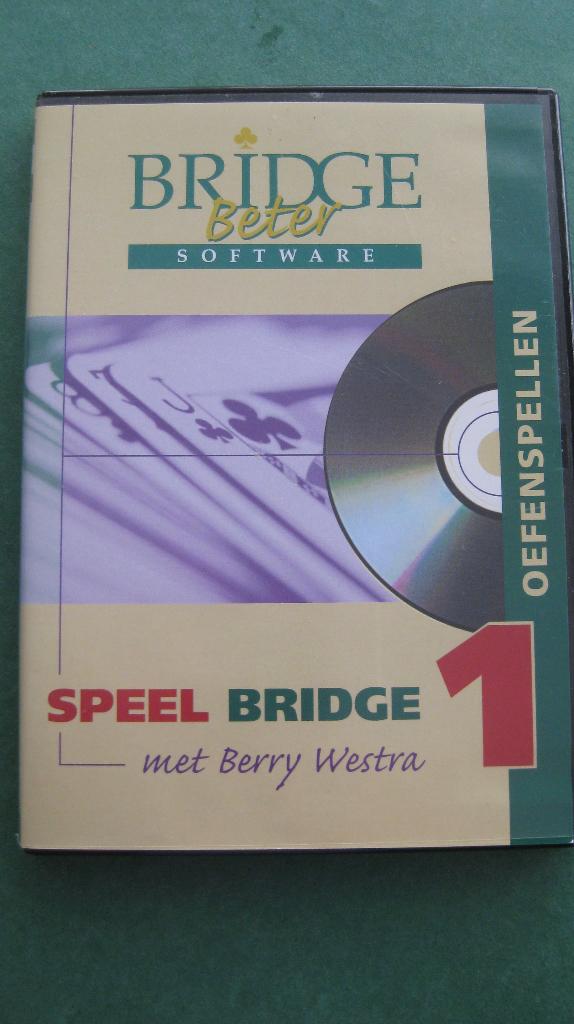 BRIDGE
Beter
SOFTWARE
J
OEFENSPELLEN
SPEEL BRIDGE 1
met Berry Westra